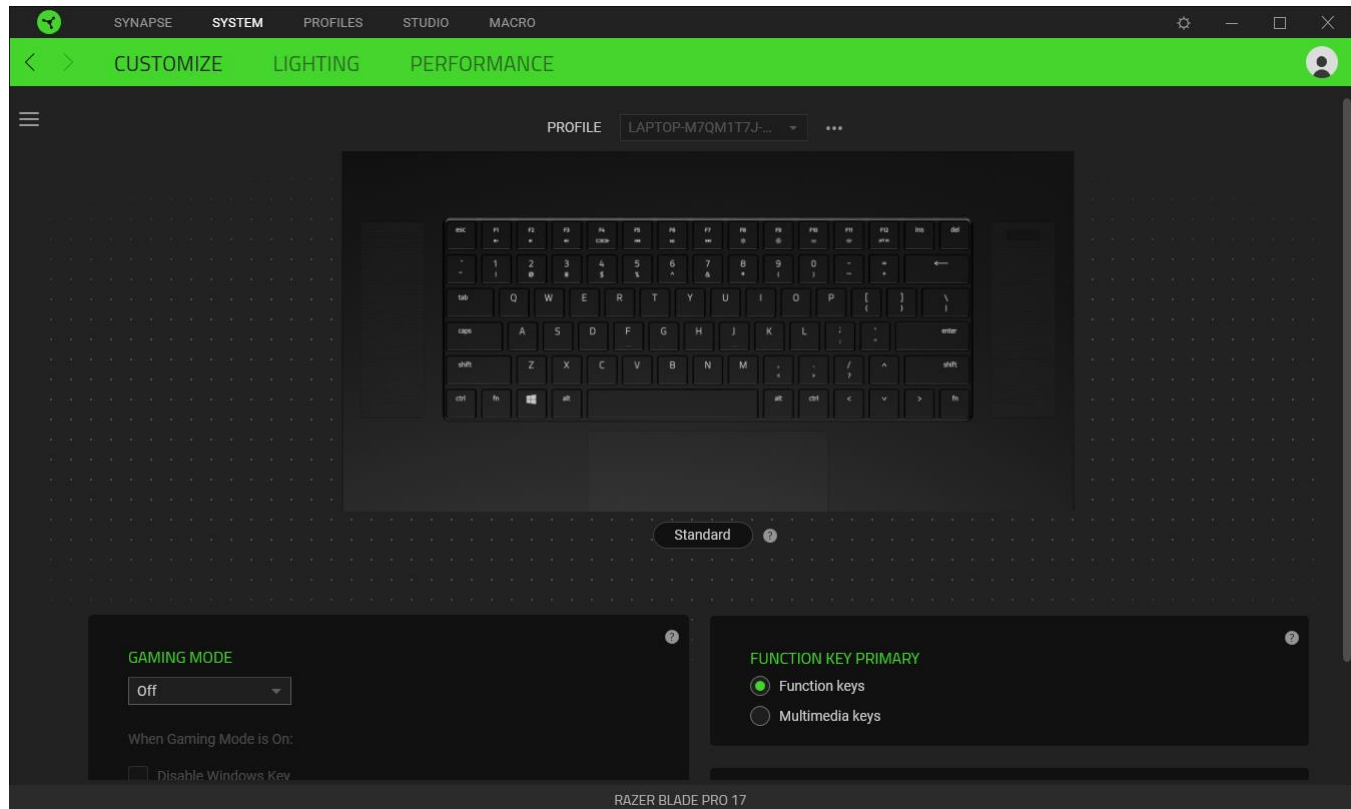 SYNAPSE SYSTEM PROFILES STUDIO MACRO
CUSTOMIZE LIGHTING PERFORMANCE
PROFILE LAPTOP-M7QM1T7J-...
esc F1 F2 F3 F4 F5 F6 F7 F8 F9 F10 F11 F12 ins del
1 2 3 4 5 6 7 8 9 0
tab Q W E R T Y U I O P [ ] \
caps A S D F G H J K L ; ' enter
shift Z X C V B N M , . / ^ shift
ctrl fn alt alt ctrl < v > fn
Standard ?
GAMING MODE ?
Off
When Gaming Mode is On:
Disable Windows Key
FUNCTION KEY PRIMARY ?
Function keys
Multimedia keys
RAZER BLADE PRO 17